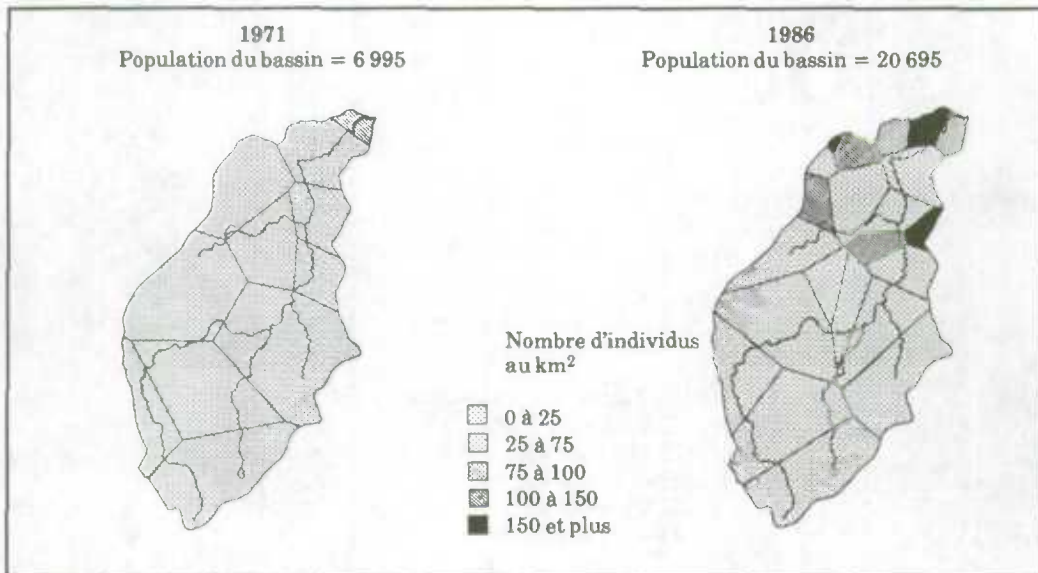 1971
Population du bassin = 6 995
1986
Population du bassin = 20 695
Nombre d'individus
au km²
0 à 25
25 à 75
75 à 100
100 à 150
150 et plus